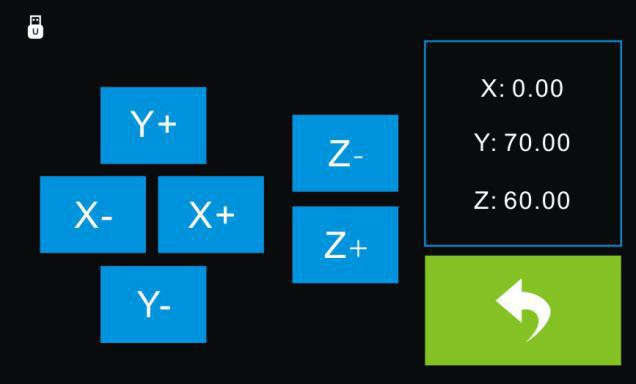 U
Y+
X-
X+
Y-
Z-
Z+
X: 0.00
Y: 70.00
Z: 60.00